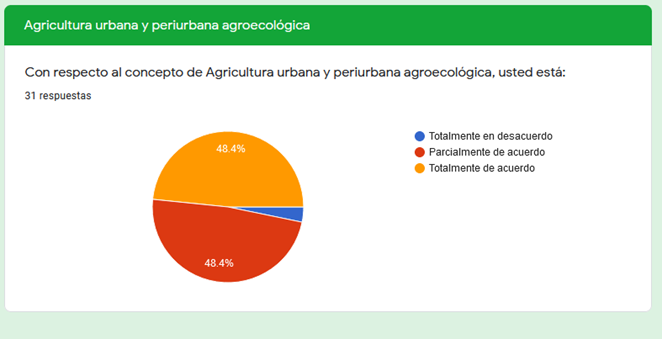 Agricultura urbana y periurbana agroecológica
Con respecto al concepto de Agricultura urbana y periurbana agroecológica, usted está:
31 respuestas
48.4%
48.4%
Totalmente en desacuerdo
Parcialmente de acuerdo
Totalmente de acuerdo